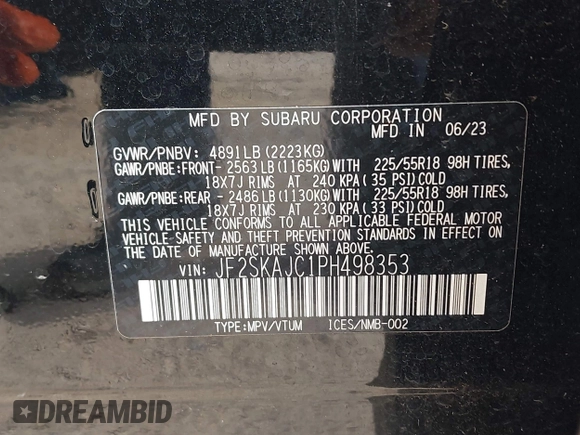 MFD BY SUBARU CORPORATION
MFD IN 06/23
GVWR/PNBV: 4891LB (2223KG)
GAWR/PNBE: FRONT- 2563 LB (1165KG) WITH 225/55R18 98H TIRES,
18X7J RIMS AT 240 KPA (35 PSI) COLD
GAWR/PNBE: REAR - 2486 LB (1130KG) WITH 225/55R18 98H TIRES,
18X7J RIMS AT 230 KPA (33 PSI) COLD
THIS VEHICLE CONFORMS TO ALL APPLICABLE FEDERAL MOTOR
VEHICLE SAFETY AND THEFT PREVENTION STANDARDS IN EFFECT
ON THE DATE OF MANUFACTURE SHOWN ABOVE.
VIN: JF2SKAJC1PH498353
TYPE:MPV/VTUM 1CES/NMB-002
DREAMBID